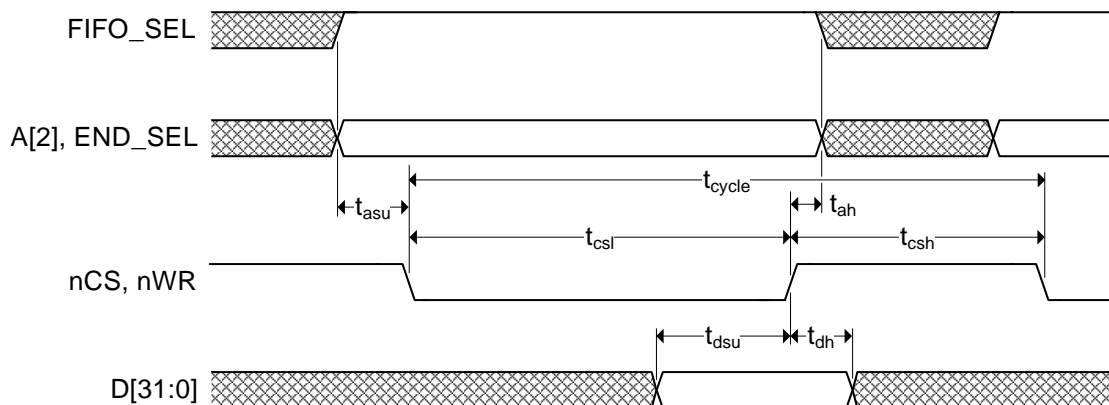 FIFO_SEL
A[2], END_SEL
tcycle
tasu
tah
tcsl
tcsh
nCS, nWR
tdsu
tdh
D[31:0]